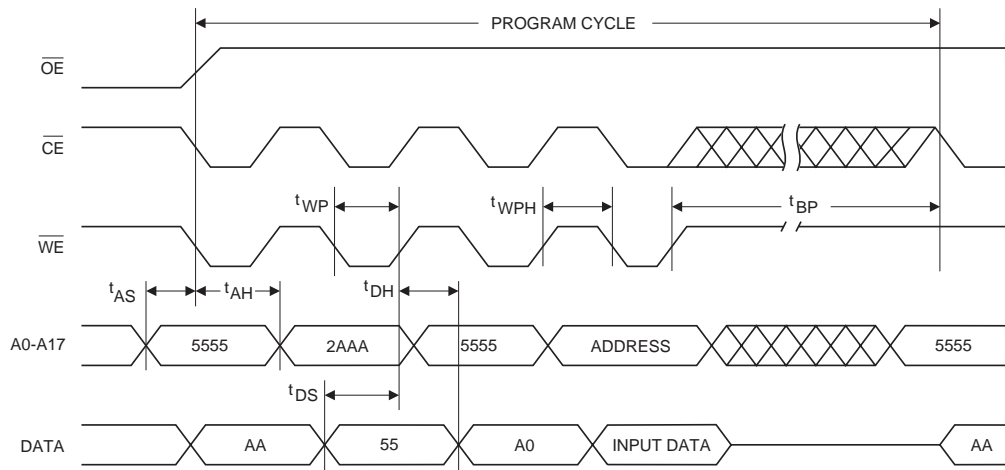 PROGRAM CYCLE
OE
CE
tWP
tWPH
tBP
WE
tAS
tAH
tDH
A0-A17
5555
2AAA
5555
ADDRESS
5555
tDS
DATA
AA
55
A0
INPUT DATA
AA